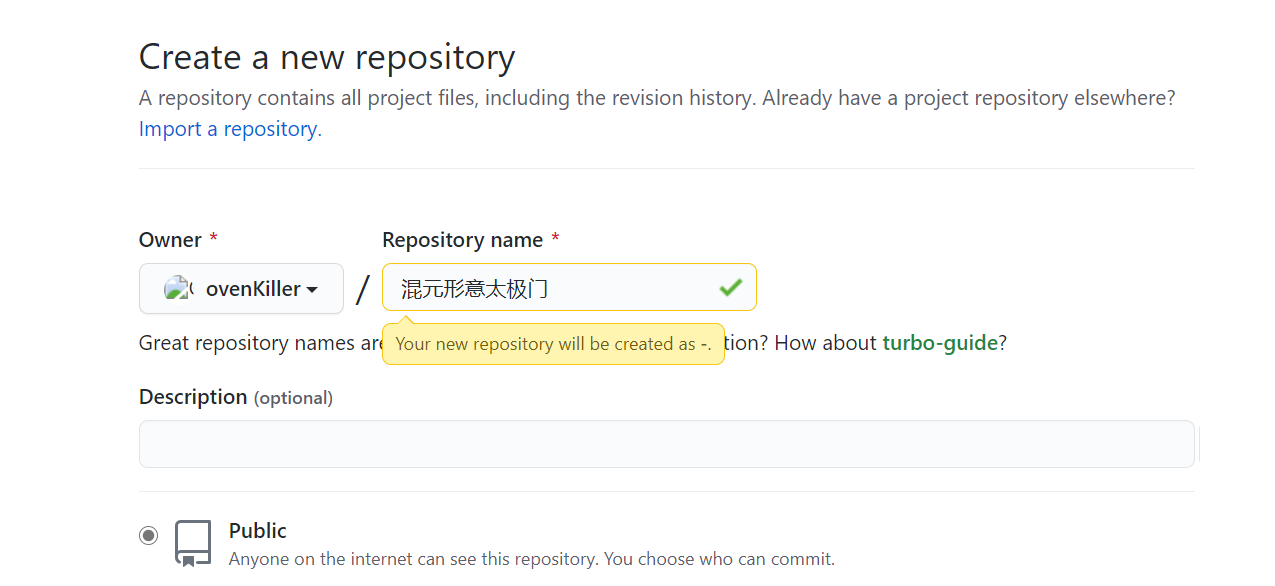 Create a new repository
A repository contains all project files, including the revision history. Already have a project repository elsewhere?
Import a repository.
Owner *
Repository name *
ovenKiller
/
混元形意太极门
Great repository names are
Your new repository will be created as -.
tion? How about turbo-guide?
Description (optional)
Public
Anyone on the internet can see this repository. You choose who can commit.